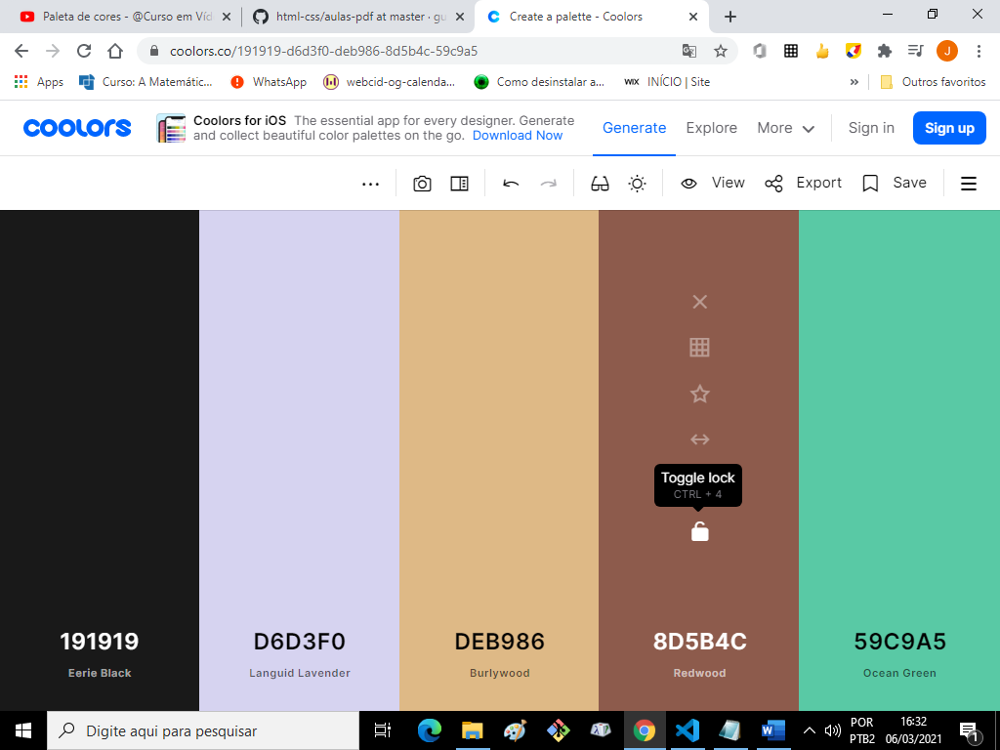 Paleta de cores - @Curso em Víd
html-css/aulas-pdf at master · gu
Create a palette - Coolors
coolors.co/191919-d6d3f0-deb986-8d5b4c-59c9a5
J
Apps
Curso: A Matemátic...
WhatsApp
webcid-og-calenda...
Como desinstalar a...
WiX
INÍCIO | Site
»
Outros favoritos
coolors
Coolors for iOS The essential app for every designer. Generate
and collect beautiful color palettes on the go. Download Now
Generate
Explore
More
Sign in
Sign up
View
Export
Save
Toggle lock
CTRL + 4
191919
Eerie Black
D6D3F0
Languid Lavender
DEB986
Burlywood
8D5B4C
Redwood
59C9A5
Ocean Green
Digite aqui para pesquisar
POR
PTB2
16:32
06/03/2021
1